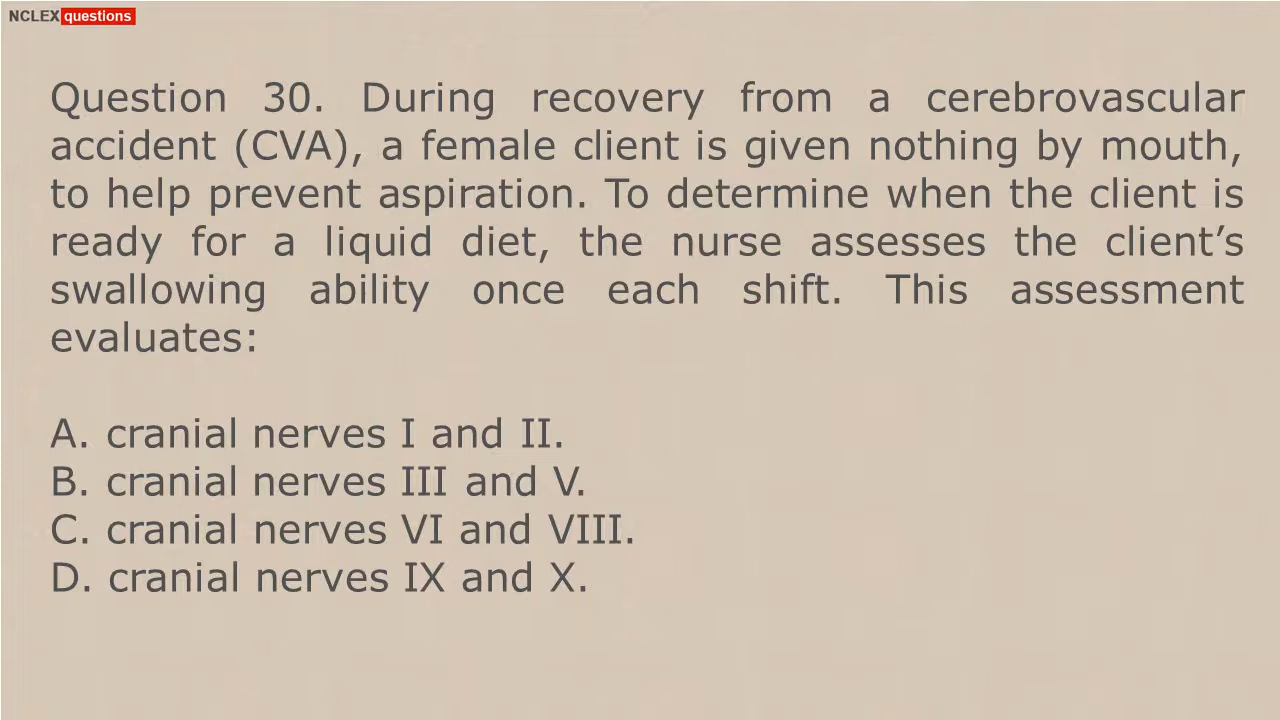 NCLEX questions
Question 30. During recovery from a cerebrovascular
accident (CVA), a female client is given nothing by mouth,
to help prevent aspiration. To determine when the client is
ready for a liquid diet, the nurse assesses the client’s
swallowing ability once each shift. This assessment
evaluates:
A. cranial nerves I and II.
B. cranial nerves III and V.
C. cranial nerves VI and VIII.
D. cranial nerves IX and X.